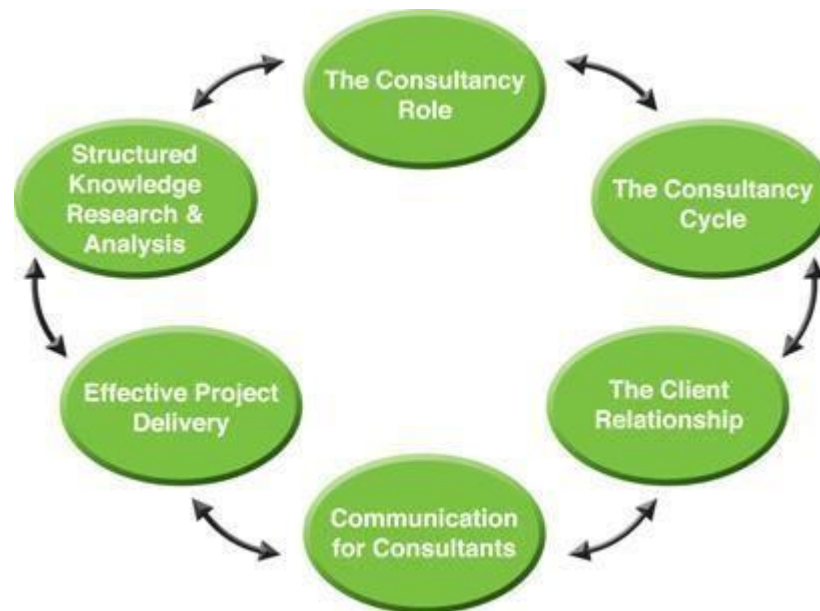 The Consultancy
Role
The Consultancy
Cycle
The Client
Relationship
Communication
for Consultants
Effective Project
Delivery
Structured
Knowledge
Research &
Analysis